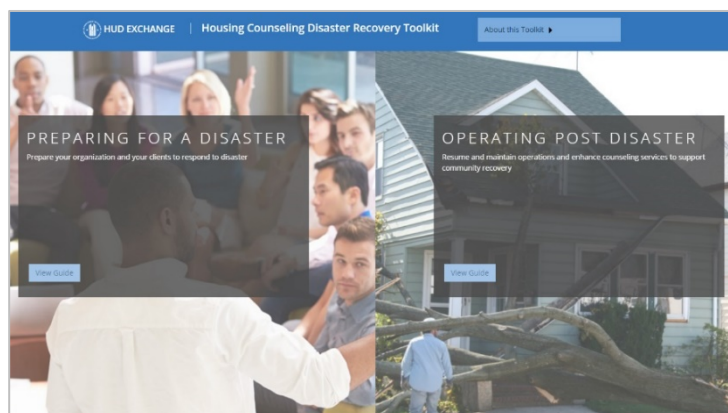 HUD EXCHANGE | Housing Counseling Disaster Recovery Toolkit
About this Toolkit
PREPARING FOR A DISASTER
Prepare your organization and your clients to respond to disaster
View Guide
OPERATING POST DISASTER
Resume and maintain operations and enhance counseling services to support
community recovery
View Guide